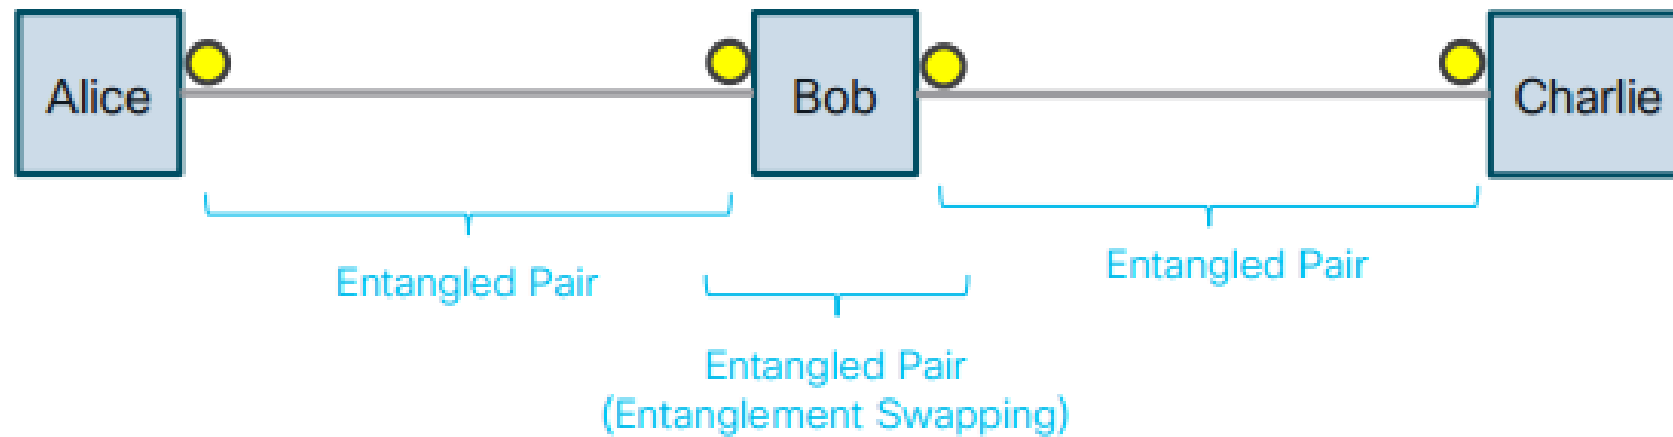 Alice
Bob
Charlie
Entangled Pair
Entangled Pair
Entangled Pair
(Entanglement Swapping)